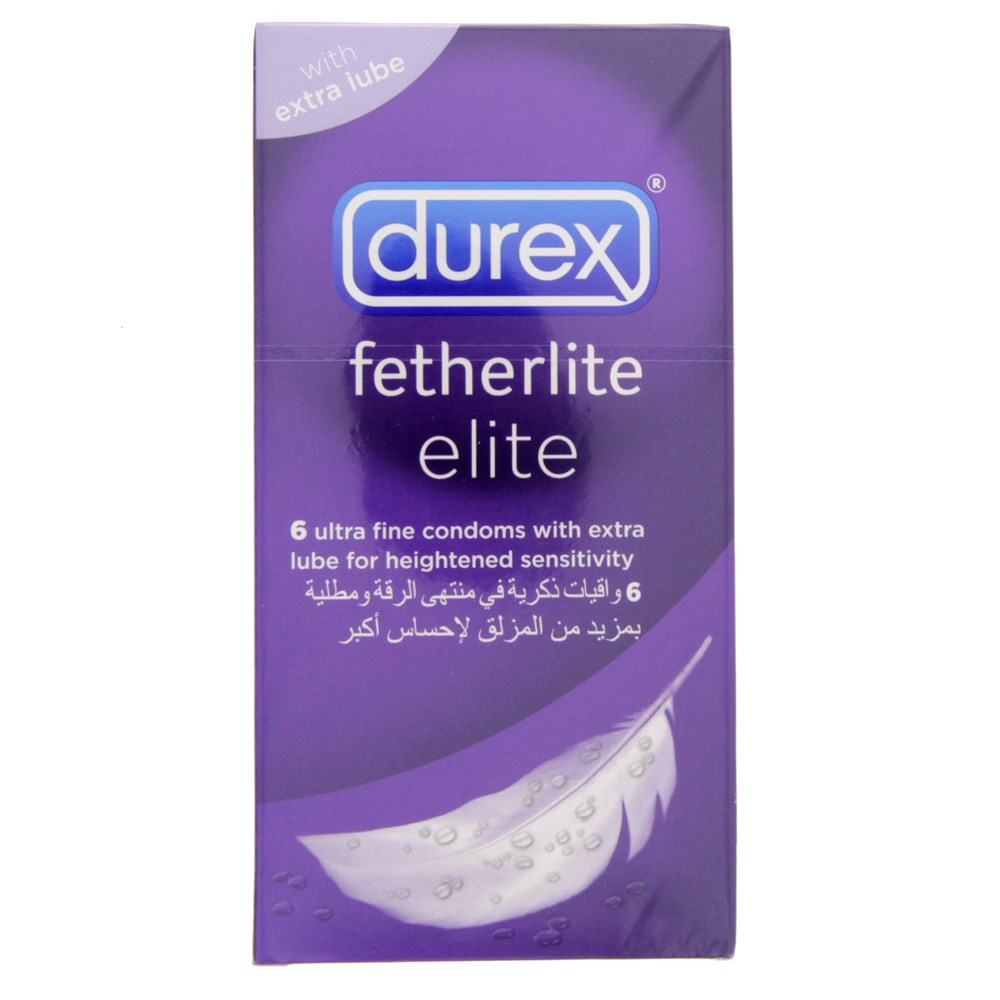 with
extra lube
durex®
fetherlite
elite
6 ultra fine condoms with extra
lube for heightened sensitivity
6 واقيات ذكرية في منتهى الرقة ومطلية
بمزيد من المزلق لإحساس أكبر